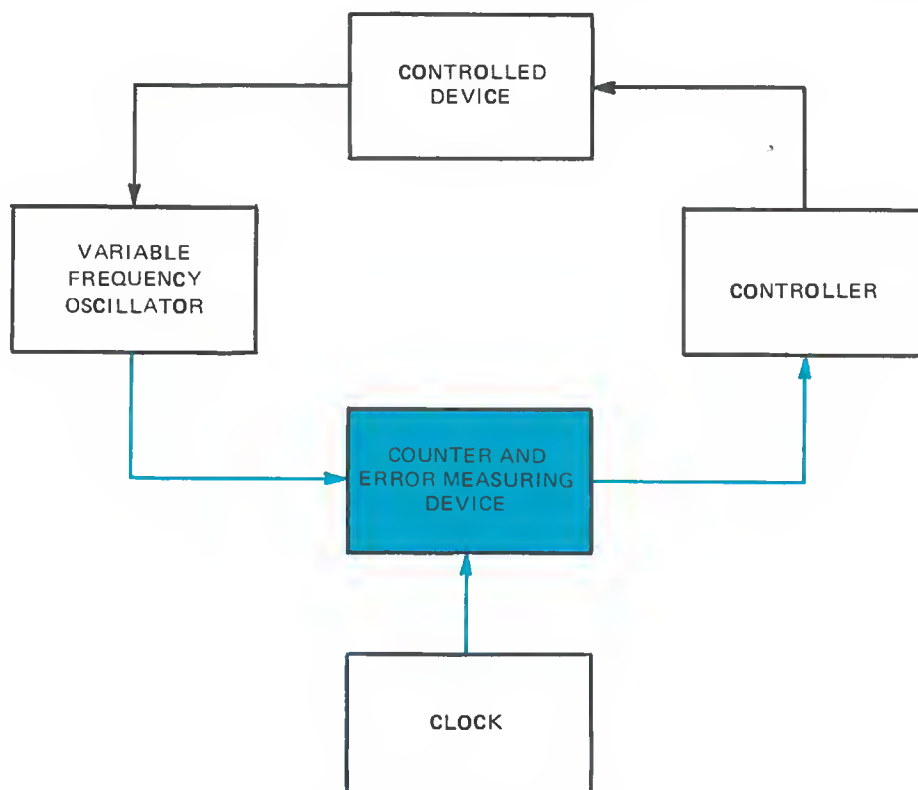 CONTROLLED
DEVICE
VARIABLE
FREQUENCY
OSCILLATOR
CONTROLLER
COUNTER AND
ERROR MEASURING
DEVICE
CLOCK